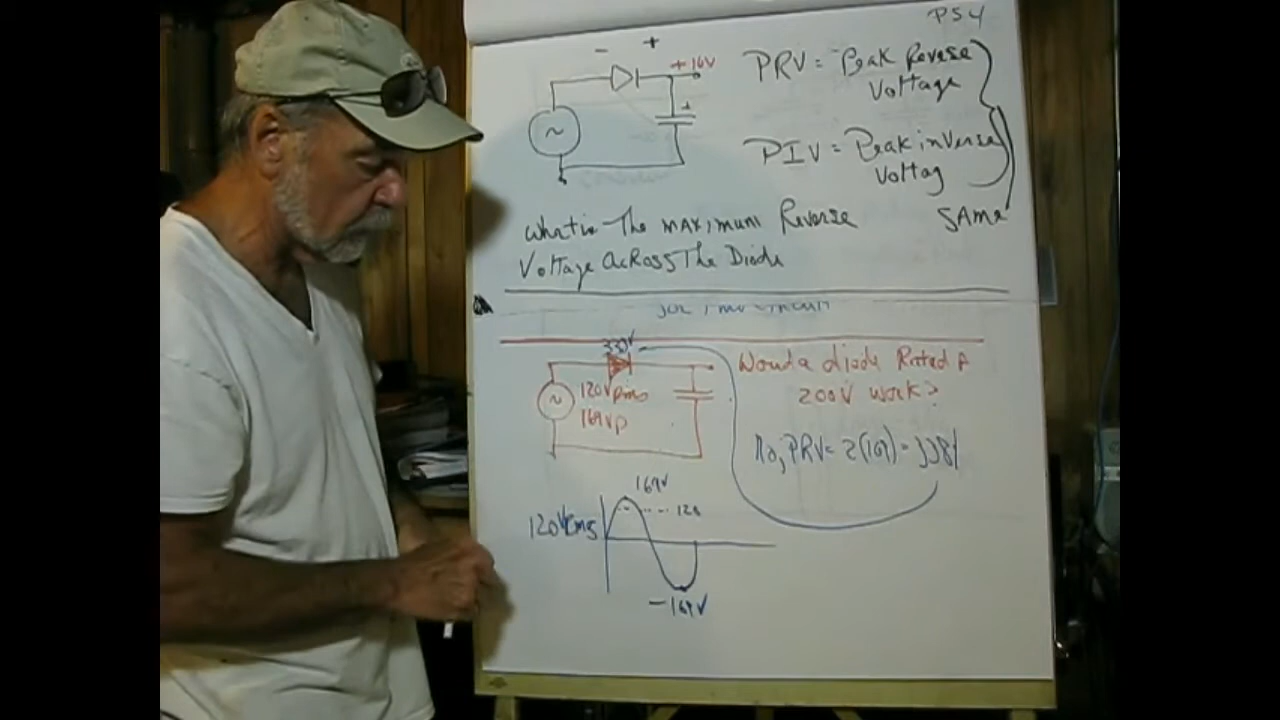 PS4
- +
+16V
+
~
PRV = Peak Reverse
Voltage
PIV = Peak inverse
Voltag
SAME
What is The MAXimum Reverse
Voltage Across The Diode
120VRMS
169Vp
~
Would a diode Rated A
200V work?
No, PRV = 2(169) = 338V
169V
120
120VRMS
-169V